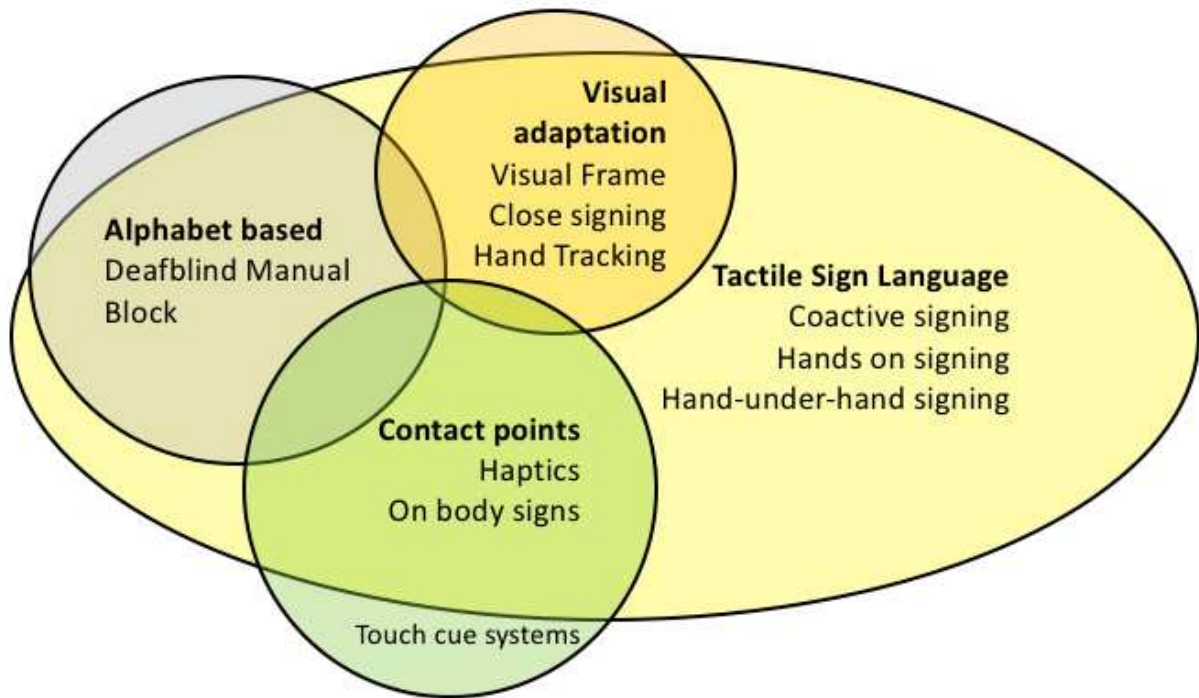 Visual
adaptation
Visual Frame
Close signing
Hand Tracking
Alphabet based
Deafblind Manual
Block
Tactile Sign Language
Coactive signing
Hands on signing
Hand-under-hand signing
Contact points
Haptics
On body signs
Touch cue systems